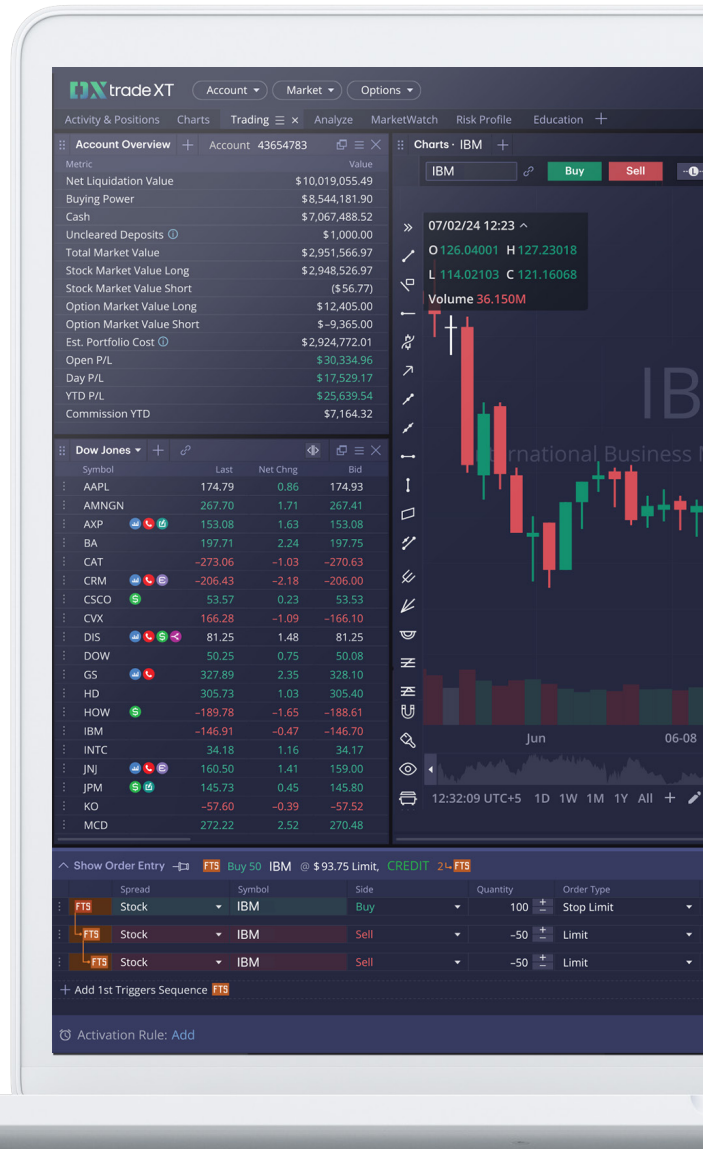 DX trade XT Account Market Options
Activity & Positions Charts Trading Analyze MarketWatch Risk Profile Education
Account Overview Account 43654783
Metric Value
Net Liquidation Value $10,019,055.49
Buying Power $8,544,181.90
Cash $7,067,488.52
Uncleared Deposits $1,000.00
Total Market Value $2,951,566.97
Stock Market Value Long $2,948,526.97
Stock Market Value Short ($56.77)
Option Market Value Long $12,405.00
Option Market Value Short $–9,365.00
Est. Portfolio Cost $2,924,772.01
Open P/L $30,334.96
Day P/L $17,529.17
YTD P/L $25,639.54
Commission YTD $7,164.32
Dow Jones
Symbol Last Net Chng Bid
AAPL 174.79 0.86 174.93
AMNGN 267.70 1.71 267.41
AXP 153.08 1.63 153.08
BA 197.71 2.24 197.75
CAT –273.06 –1.03 –270.63
CRM –206.43 –2.18 –206.00
CSCO 53.57 0.23 53.53
CVX 166.28 –1.09 –166.10
DIS 81.25 1.48 81.25
DOW 50.25 0.75 50.08
GS 327.89 2.35 328.10
HD 305.73 1.03 305.40
HOW –189.78 –1.65 –188.61
IBM –146.91 –0.47 –146.70
INTC 34.18 1.16 34.17
JNJ 160.50 1.41 159.00
JPM 145.73 0.45 145.80
KO –57.60 –0.39 –57.52
MCD 272.22 2.52 270.48
Charts · IBM
IBM Buy Sell L
07/02/24 12:23
O 126.04001 H 127.23018
L 114.02103 C 121.16068
Volume 36.150M
IB
rnational Business
Jun 06-08
12:32:09 UTC+5 1D 1W 1M 1Y All
Show Order Entry FTS Buy 50 IBM @ $93.75 Limit, CREDIT 2 FTS
Spread Symbol Side Quantity Order Type
FTS Stock IBM Buy 100 Stop Limit
FTS Stock IBM Sell –50 Limit
FTS Stock IBM Sell –50 Limit
Add 1st Triggers Sequence FTS
Activation Rule: Add